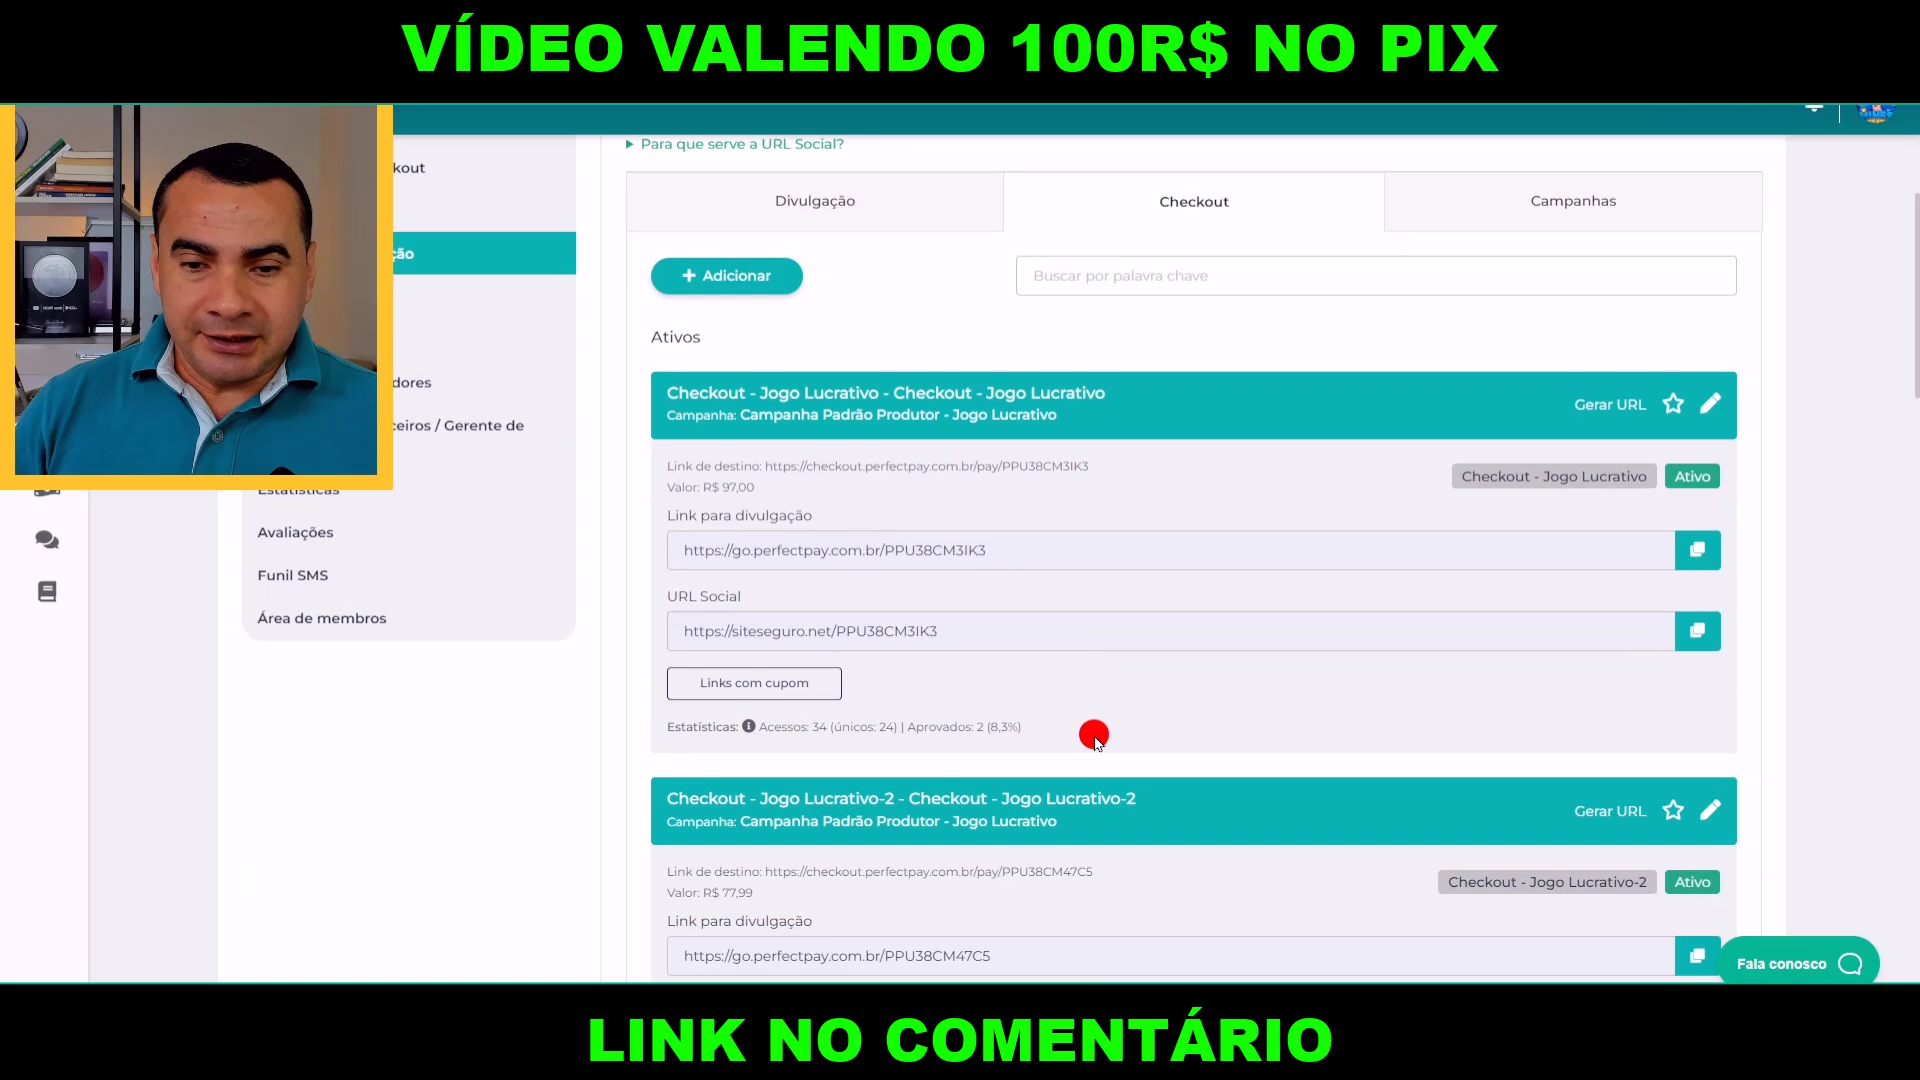 VÍDEO VALENDO 100R$ NO PIX
Para que serve a URL Social?
kout
ção
dores
ceiros / Gerente de
Estatísticas
Avaliações
Funil SMS
Área de membros
Divulgação
Checkout
Campanhas
+ Adicionar
Buscar por palavra chave
Ativos
Checkout - Jogo Lucrativo - Checkout - Jogo Lucrativo
Campanha: Campanha Padrão Produtor - Jogo Lucrativo
Gerar URL
Link de destino: https://checkout.perfectpay.com.br/pay/PPU38CM3IK3
Valor: R$ 97,00
Checkout - Jogo Lucrativo
Ativo
Link para divulgação
https://go.perfectpay.com.br/PPU38CM3IK3
URL Social
https://siteseguro.net/PPU38CM3IK3
Links com cupom
Estatísticas: Acessos: 34 (únicos: 24) | Aprovados: 2 (8,3%)
Checkout - Jogo Lucrativo-2 - Checkout - Jogo Lucrativo-2
Campanha: Campanha Padrão Produtor - Jogo Lucrativo
Gerar URL
Link de destino: https://checkout.perfectpay.com.br/pay/PPU38CM47C5
Valor: R$ 77,99
Checkout - Jogo Lucrativo-2
Ativo
Link para divulgação
https://go.perfectpay.com.br/PPU38CM47C5
Fala conosco
LINK NO COMENTÁRIO